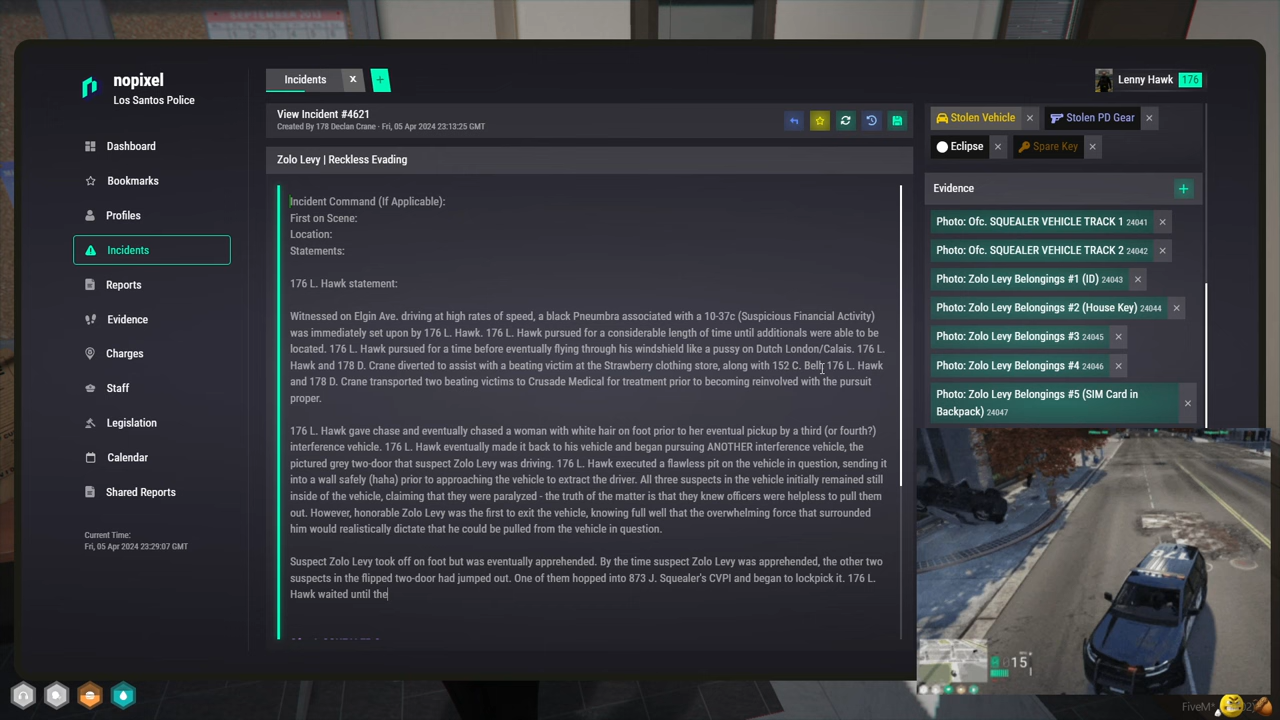 nopixel
Los Santos Police
Dashboard
Bookmarks
Profiles
Incidents
Reports
Evidence
Charges
Staff
Legislation
Calendar
Shared Reports
Current Time:
Fri, 05 Apr 2024 23:29:07 GMT
Incidents x +
Lenny Hawk 176
View Incident #4621
Created By 178 Declan Crane - Fri, 05 Apr 2024 23:13:25 GMT
Zolo Levy | Reckless Evading
Incident Command (If Applicable):
First on Scene:
Location:
Statements:
176 L. Hawk statement:
Witnessed on Elgin Ave. driving at high rates of speed, a black Pneumbra associated with a 10-37c (Suspicious Financial Activity)
was immediately set upon by 176 L. Hawk. 176 L. Hawk pursued for a considerable length of time until additionals were able to be
located. 176 L. Hawk pursued for a time before eventually flying through his windshield like a pussy on Dutch London/Calais. 176 L.
Hawk and 178 D. Crane diverted to assist with a beating victim at the Strawberry clothing store, along with 152 C. Bell. 176 L. Hawk
and 178 D. Crane transported two beating victims to Crusade Medical for treatment prior to becoming reinvolved with the pursuit
proper.
176 L. Hawk gave chase and eventually chased a woman with white hair on foot prior to her eventual pickup by a third (or fourth?)
interference vehicle. 176 L. Hawk eventually made it back to his vehicle and began pursuing ANOTHER interference vehicle, the
pictured grey two-door that suspect Zolo Levy was driving. 176 L. Hawk executed a flawless pit on the vehicle in question, sending it
into a wall safely (haha) prior to approaching the vehicle to extract the driver. All three suspects in the vehicle initially remained still
inside of the vehicle, claiming that they were paralyzed - the truth of the matter is that they knew officers were helpless to pull them
out. However, honorable Zolo Levy was the first to exit the vehicle, knowing full well that the overwhelming force that surrounded
him would realistically dictate that he could be pulled from the vehicle in question.
Suspect Zolo Levy took off on foot but was eventually apprehended. By the time suspect Zolo Levy was apprehended, the other two
suspects in the flipped two-door had jumped out. One of them hopped into 873 J. Squealer's CVPI and began to lockpick it. 176 L.
Hawk waited until the
Stolen Vehicle
Stolen PD Gear
Eclipse
Spare Key
Evidence
Photo: Ofc. SQUEALER VEHICLE TRACK 1 24041
Photo: Ofc. SQUEALER VEHICLE TRACK 2 24042
Photo: Zolo Levy Belongings #1 (ID) 24043
Photo: Zolo Levy Belongings #2 (House Key) 24044
Photo: Zolo Levy Belongings #3 24045
Photo: Zolo Levy Belongings #4 24046
Photo: Zolo Levy Belongings #5 (SIM Card in
Backpack) 24047
15